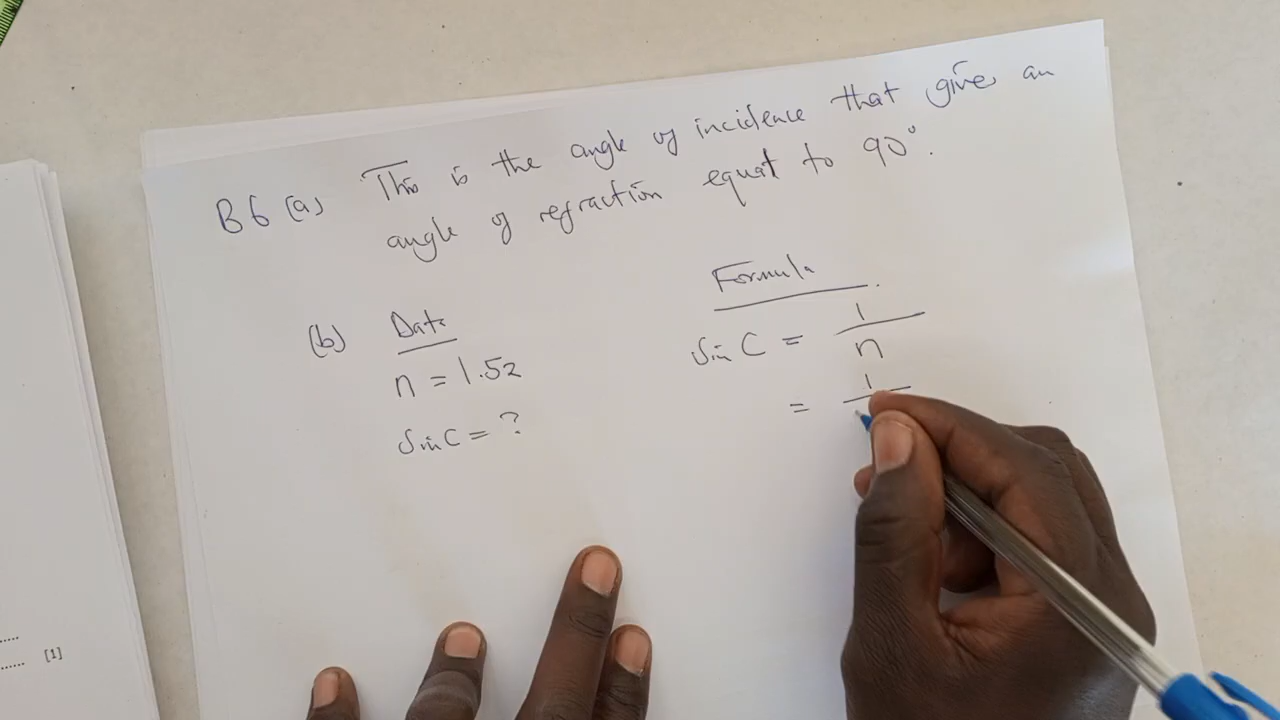 B6 (a) This is the angle of incidence that give an
angle of refraction equal to 90°.
(b) Data
n = 1.52
Sin C = ?
Formula
Sin C = 1/n
= 1
[1]